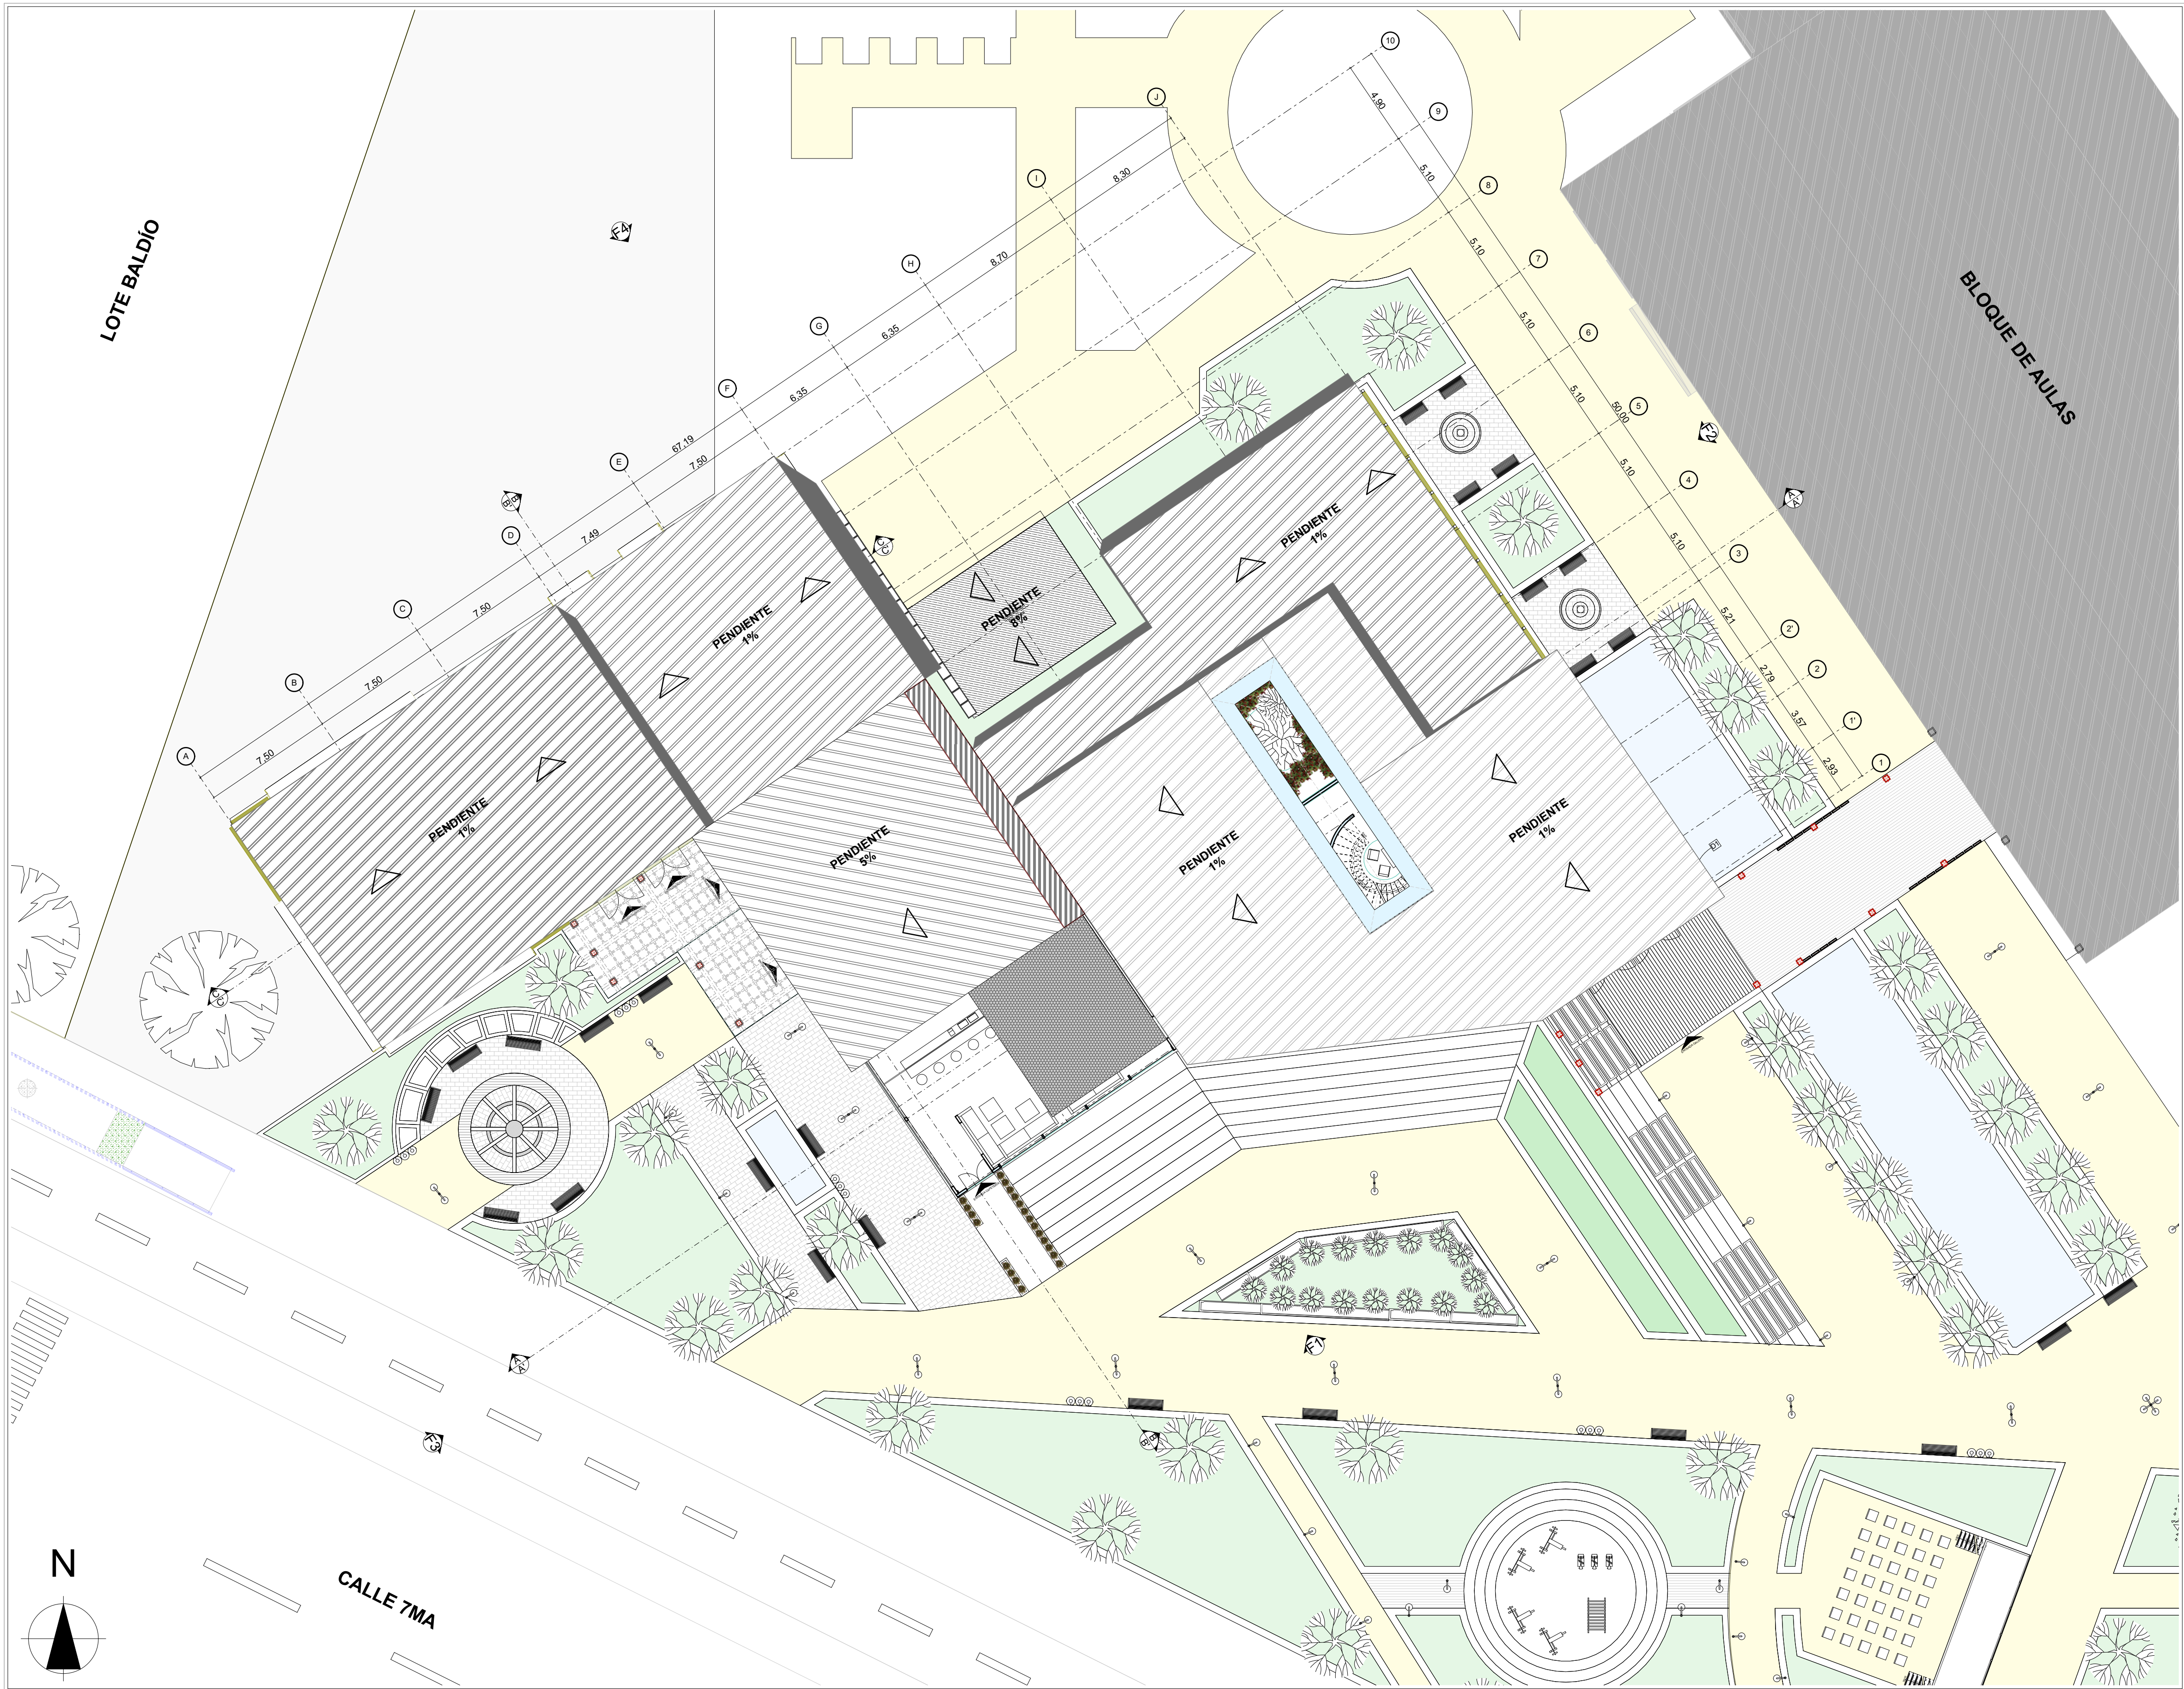 10
J
9
4.90
I
8.30
5.10
8
LOTE BALDÍO
F4
8.70
5.10
H
7
BLOQUE DE AULAS
G
6.35
5.10
6
F
6.35
5.10
50.00
5
F2
67.19
7.50
E
5.10
4
PENDIENTE
1%
A-A'
B-B'
D
7.49
C-C'
5.10
3
C
7.50
PENDIENTE
1%
PENDIENTE
8%
5.21
2'
B
7.50
2.79
2
3.57
1'
A
7.50
2.93
1
PENDIENTE
1%
PENDIENTE
5%
PENDIENTE
1%
PENDIENTE
1%
D1
C-C'
F1
A-A'
F3
B-B'
N
CALLE 7MA